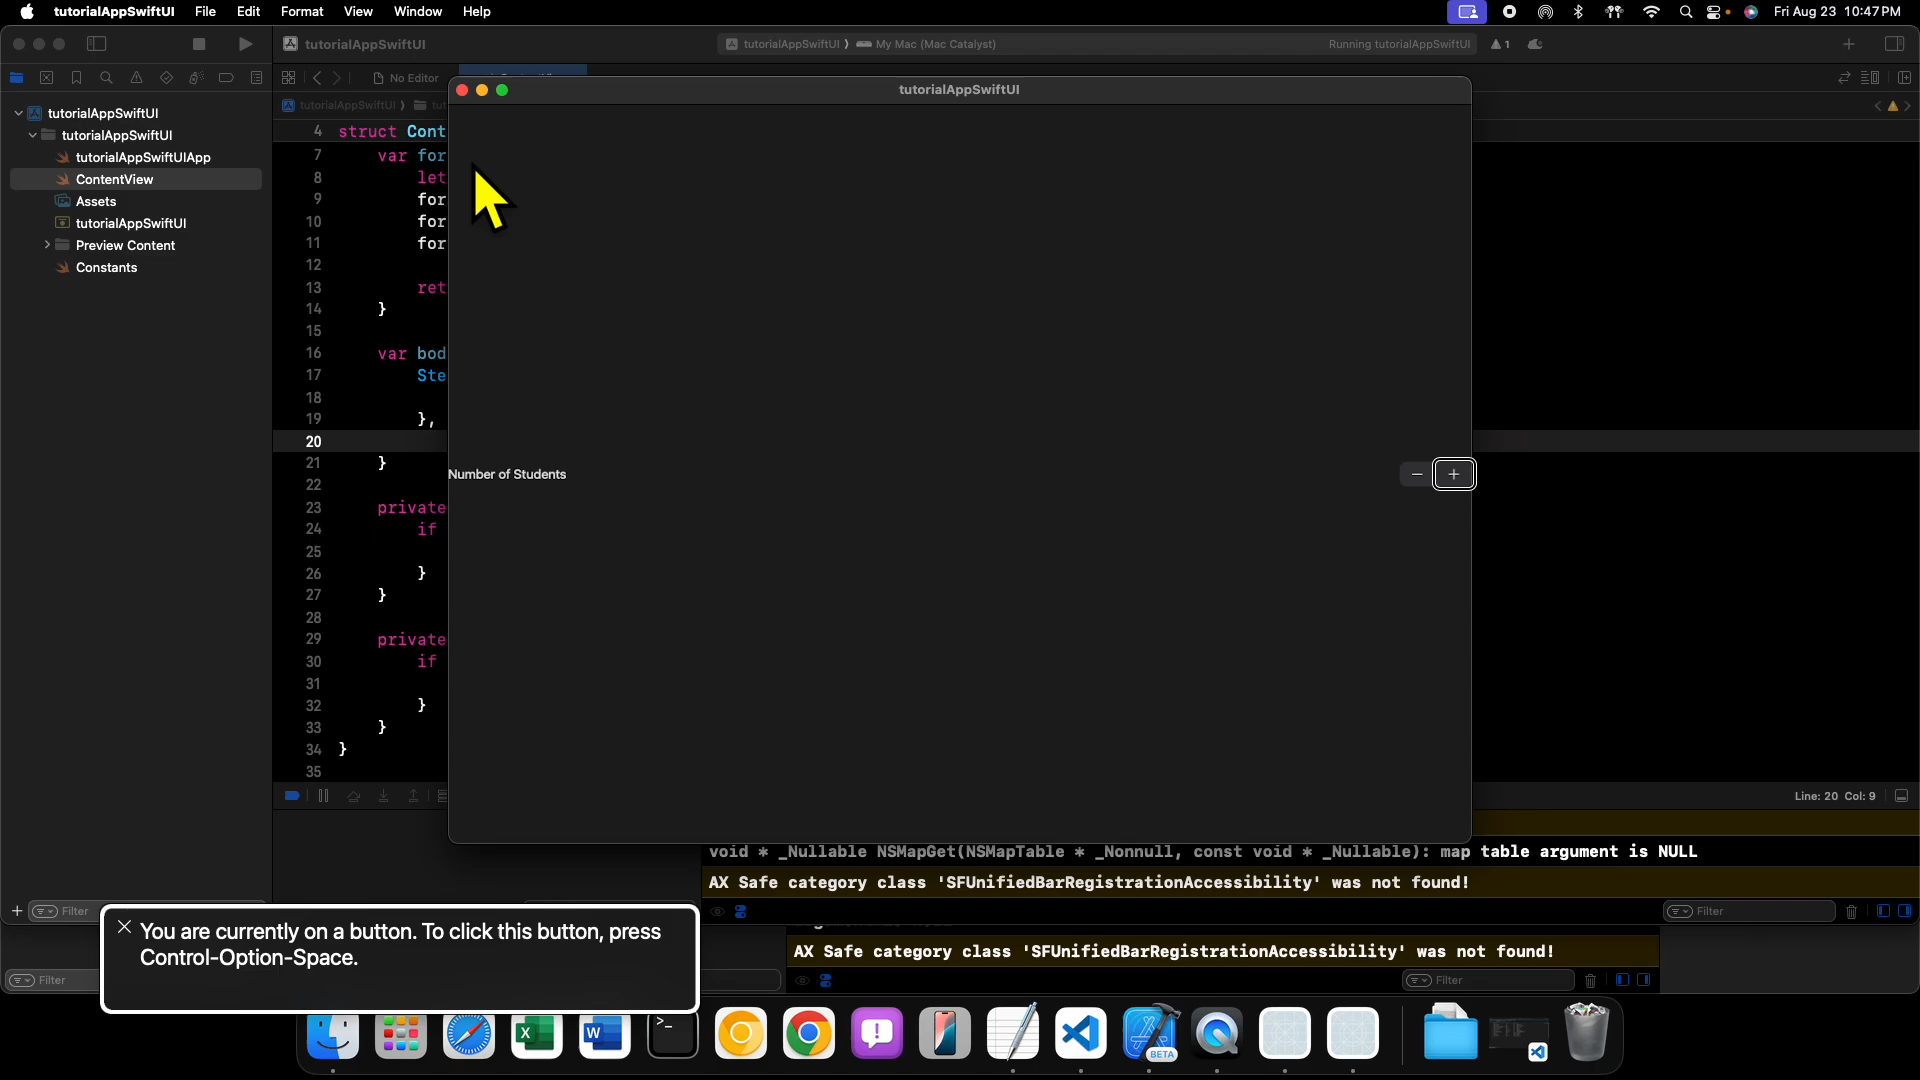 tutorialAppSwiftUI File Edit Format View Window Help
Fri Aug 23 10:47 PM
tutorialAppSwiftUI
tutorialAppSwiftUI ⟩ My Mac (Mac Catalyst)
Running tutorialAppSwiftUI
1
No Editor
tutorialAppSwiftUI
tutorialAppSwiftUI
tutorialAppSwiftUI
tutorialAppSwiftUI
tutorialAppSwiftUIApp
ContentView
Assets
tutorialAppSwiftUI
Preview Content
Constants
4 struct Cont
7 var for
8 let
9 for
10 for
11 for
12
13 ret
14 }
15
16 var bod
17 Ste
18
19 },
20
21 }
22
23 private
24 if
25
26 }
27 }
28
29 private
30 if
31
32 }
33 }
34 }
35
Number of Students
− +
Line: 20 Col: 9
void * _Nullable NSMapGet(NSMapTable * _Nonnull, const void * _Nullable): map table argument is NULL
AX Safe category class 'SFUnifiedBarRegistrationAccessibility' was not found!
Filter
Filter
AX Safe category class 'SFUnifiedBarRegistrationAccessibility' was not found!
Filter
Filter
You are currently on a button. To click this button, press
Control-Option-Space.
BETA